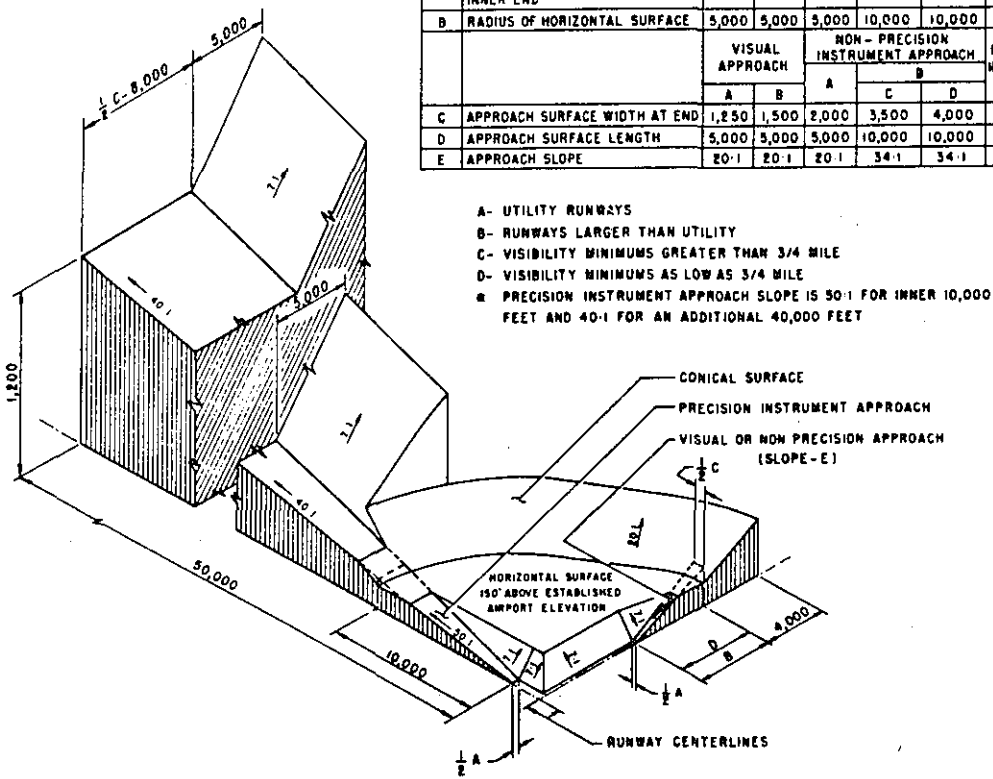 INNER END
B RADIUS OF HORIZONTAL SURFACE 5,000 5,000 5,000 10,000 10,000
VISUAL APPROACH NON-PRECISION INSTRUMENT APPROACH
A B A B
C D
C APPROACH SURFACE WIDTH AT END 1,250 1,500 2,000 3,500 4,000
D APPROACH SURFACE LENGTH 5,000 5,000 5,000 10,000 10,000
E APPROACH SLOPE 20:1 20:1 20:1 34:1 34:1
A- UTILITY RUNWAYS
B- RUNWAYS LARGER THAN UTILITY
C- VISIBILITY MINIMUMS GREATER THAN 3/4 MILE
D- VISIBILITY MINIMUMS AS LOW AS 3/4 MILE
* PRECISION INSTRUMENT APPROACH SLOPE IS 50:1 FOR INNER 10,000
FEET AND 40:1 FOR AN ADDITIONAL 40,000 FEET
5,000
1/2 C-8,000
7:1
40:1
5,000
1,200
7:1
CONICAL SURFACE
PRECISION INSTRUMENT APPROACH
VISUAL OR NON PRECISION APPROACH
(SLOPE-E)
1/2 C
40:1
20:1
50,000
HORIZONTAL SURFACE
150' ABOVE ESTABLISHED
AIRPORT ELEVATION
50:1
7:1
7:1
7:1
7:1
10,000
4,000
D
B
1/2 A
RUNWAY CENTERLINES
1/2 A